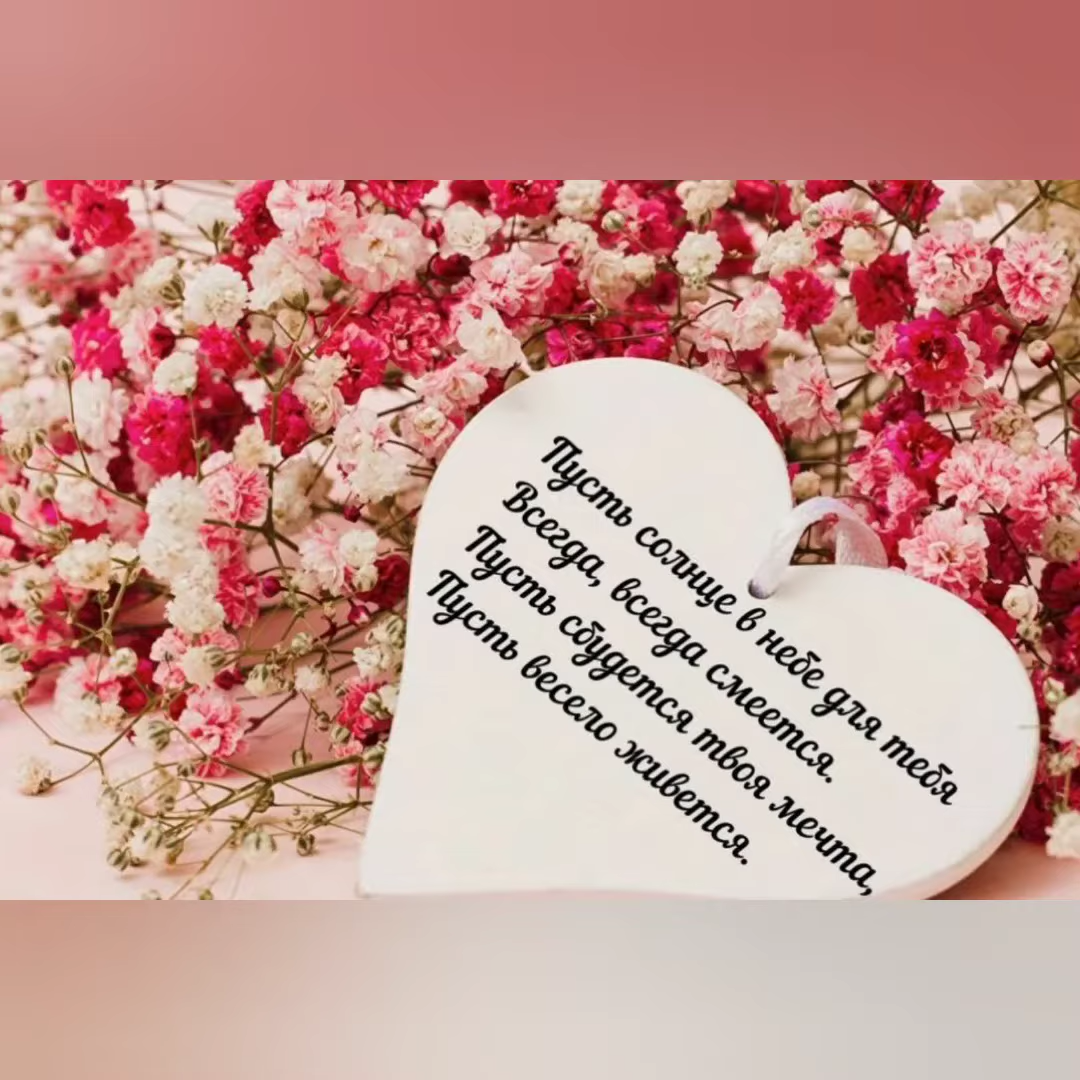 Пусть солнце в небе для тебя
Всегда, всегда смеется.
Пусть сбудется твоя мечта,
Пусть весело живется.